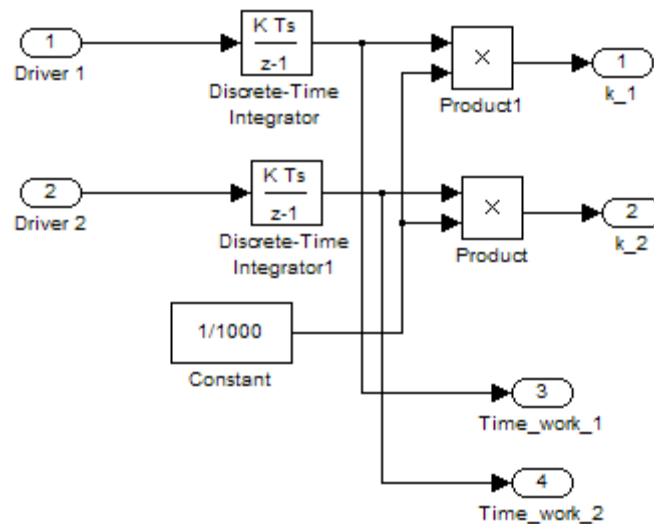 1
Driver 1
K Ts
z-1
Discrete-Time
Integrator
×
Product1
1
k_1
2
Driver 2
K Ts
z-1
Discrete-Time
Integrator1
×
Product
2
k_2
1/1000
Constant
3
Time_work_1
4
Time_work_2